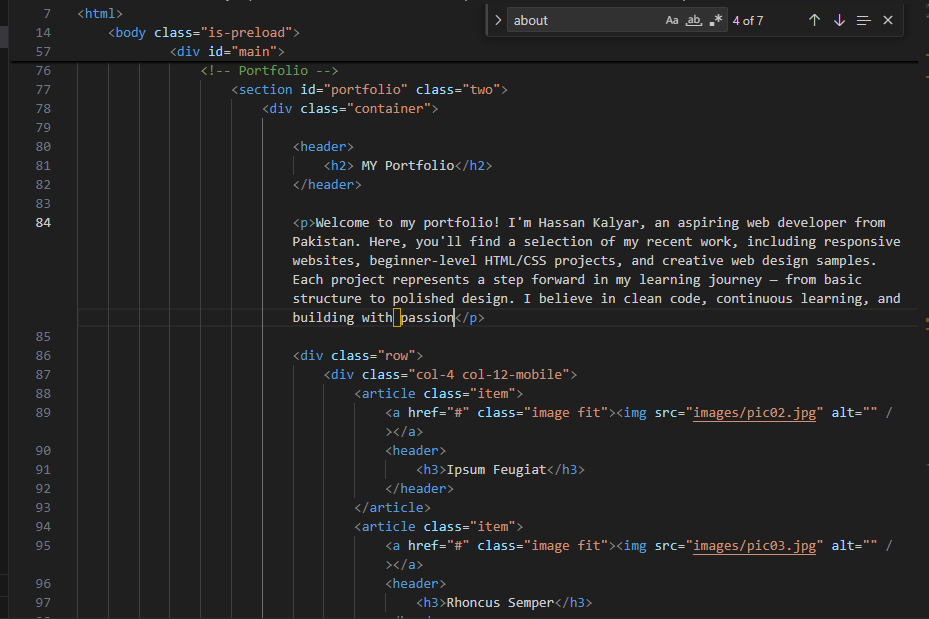 7 <html>
14 <body class="is-preload">
57 <div id="main">
about Aa ab .* 4 of 7
76 <!-- Portfolio -->
77 <section id="portfolio" class="two">
78 <div class="container">
79
80 <header>
81 <h2> MY Portfolio</h2>
82 </header>
83
84 <p>Welcome to my portfolio! I'm Hassan Kalyar, an aspiring web developer from
Pakistan. Here, you'll find a selection of my recent work, including responsive
websites, beginner-level HTML/CSS projects, and creative web design samples.
Each project represents a step forward in my learning journey — from basic
structure to polished design. I believe in clean code, continuous learning, and
building with passion</p>
85
86 <div class="row">
87 <div class="col-4 col-12-mobile">
88 <article class="item">
89 <a href="#" class="image fit"><img src="images/pic02.jpg" alt="" /
></a>
90 <header>
91 <h3>Ipsum Feugiat</h3>
92 </header>
93 </article>
94 <article class="item">
95 <a href="#" class="image fit"><img src="images/pic03.jpg" alt="" /
></a>
96 <header>
97 <h3>Rhoncus Semper</h3>